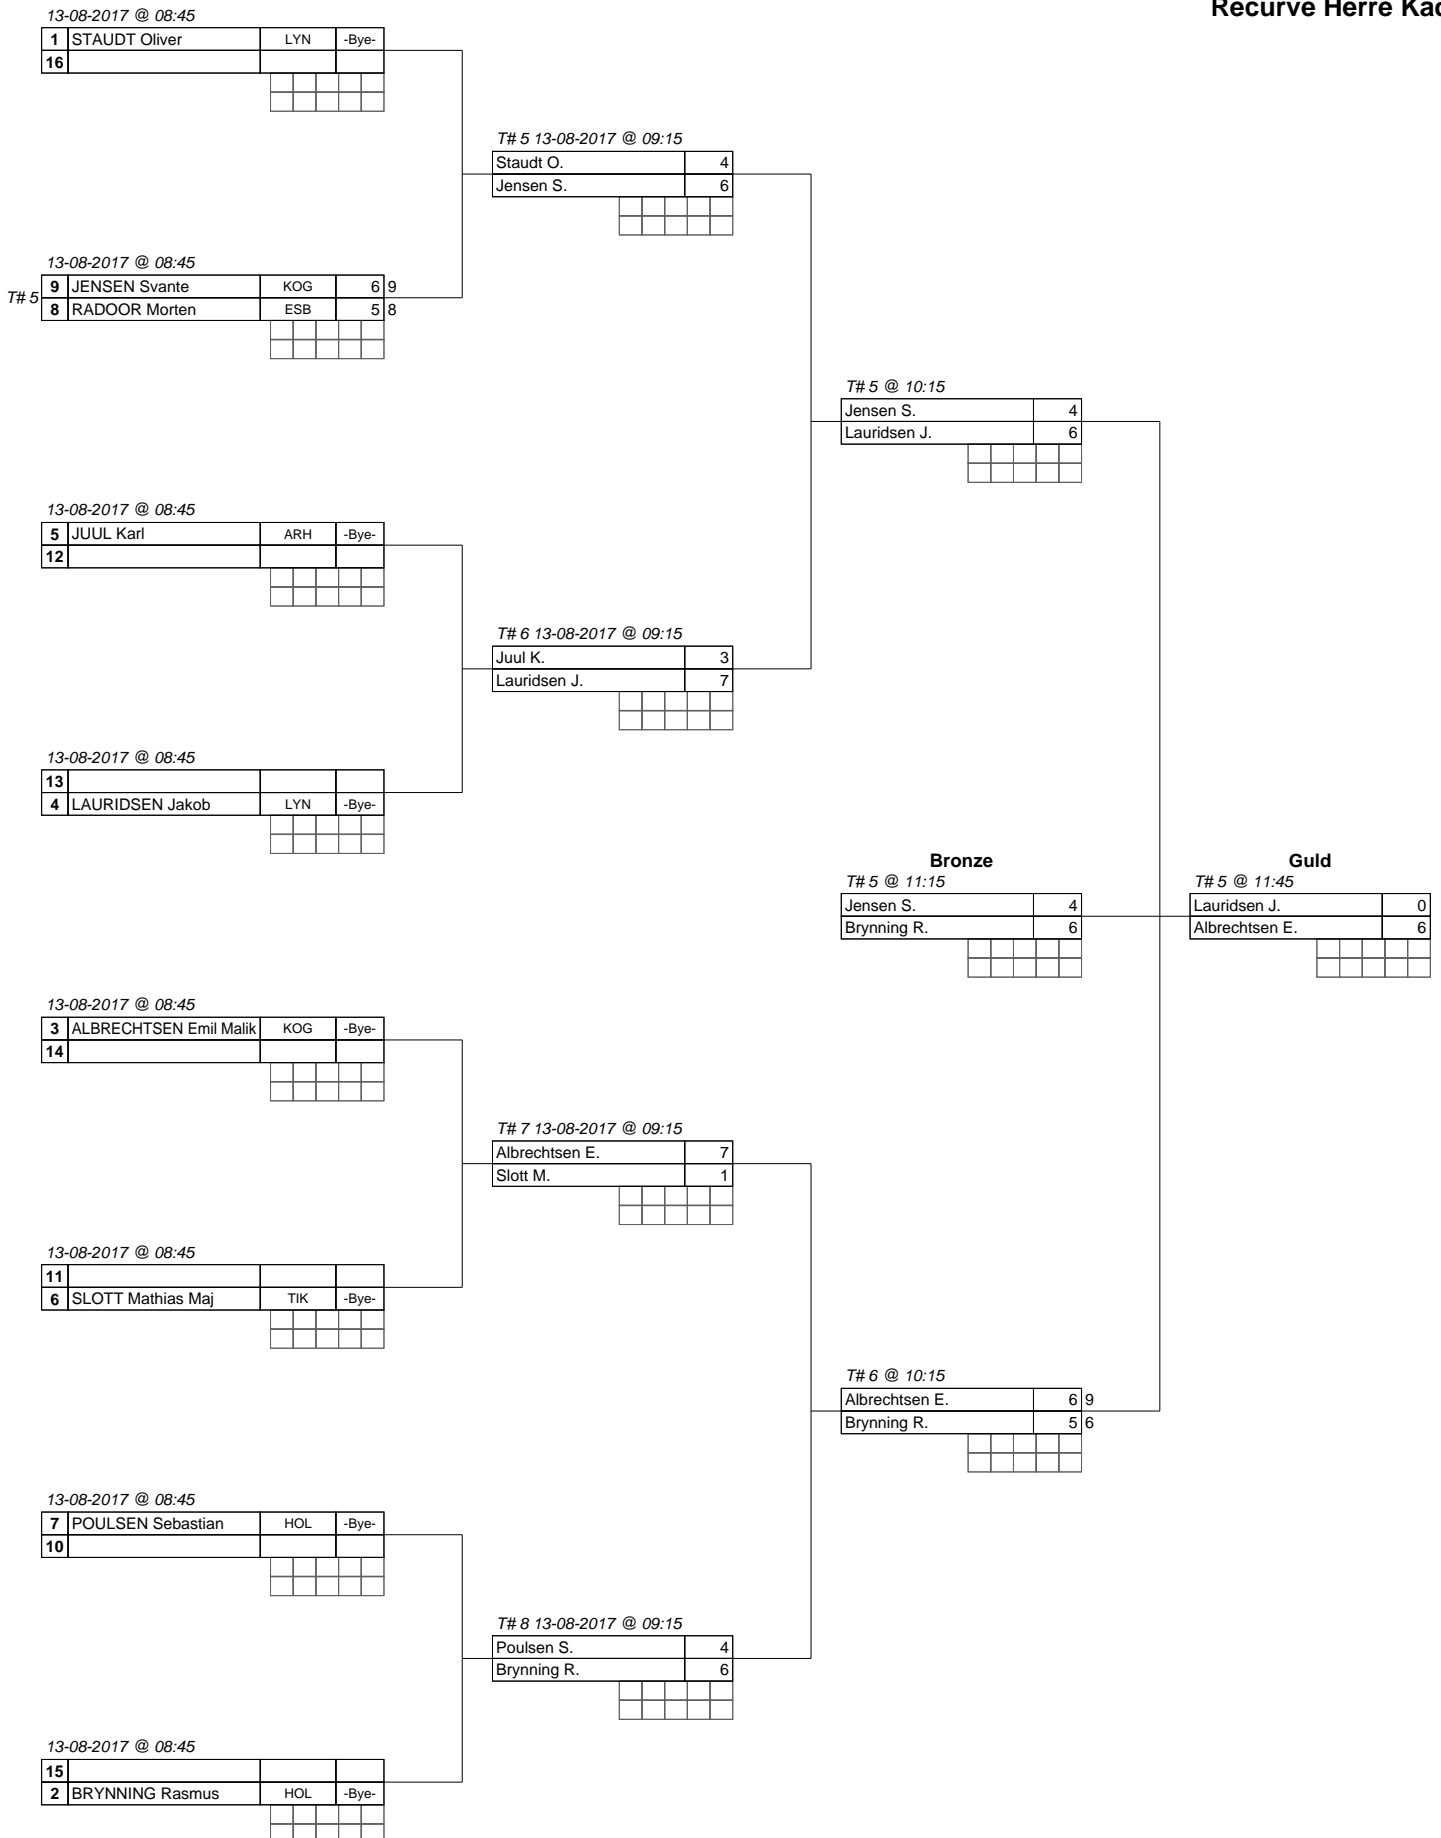 Recurve Herre
13-08-2017 @ 08:45
1 STAUDT Oliver LYN -Bye-
16
T# 5 13-08-2017 @ 09:15
Staudt O. 4
Jensen S. 6
13-08-2017 @ 08:45
T# 5
9 JENSEN Svante KOG 6 9
8 RADOOR Morten ESB 5 8
T# 5 @ 10:15
Jensen S. 4
Lauridsen J. 6
13-08-2017 @ 08:45
5 JUUL Karl ARH -Bye-
12
T# 6 13-08-2017 @ 09:15
Juul K. 3
Lauridsen J. 7
13-08-2017 @ 08:45
13
4 LAURIDSEN Jakob LYN -Bye-
Bronze
T# 5 @ 11:15
Jensen S. 4
Brynning R. 6
Guld
T# 5 @ 11:45
Lauridsen J. 0
Albrechtsen E. 6
13-08-2017 @ 08:45
3 ALBRECHTSEN Emil Malik KOG -Bye-
14
T# 7 13-08-2017 @ 09:15
Albrechtsen E. 7
Slott M. 1
13-08-2017 @ 08:45
11
6 SLOTT Mathias Maj TIK -Bye-
T# 6 @ 10:15
Albrechtsen E. 6 9
Brynning R. 5 6
13-08-2017 @ 08:45
7 POULSEN Sebastian HOL -Bye-
10
T# 8 13-08-2017 @ 09:15
Poulsen S. 4
Brynning R. 6
13-08-2017 @ 08:45
15
2 BRYNNING Rasmus HOL -Bye-